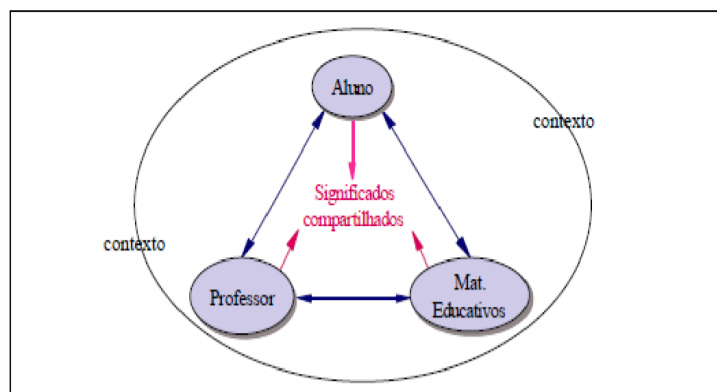 Aluno
contexto
Significados
compartilhados
contexto
Professor
Mat.
Educativos